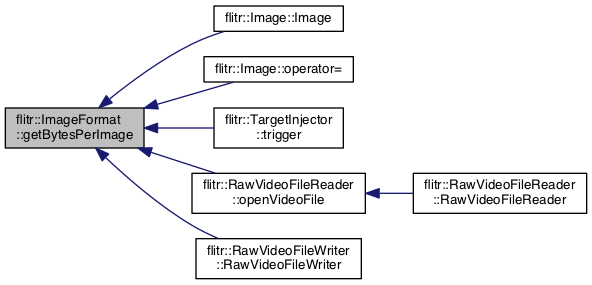 flitr::Image::Image
flitr::Image::operator=
flitr::ImageFormat
::getBytesPerImage
flitr::TargetInjector
::trigger
flitr::RawVideoFileReader
::openVideoFile
flitr::RawVideoFileReader
::RawVideoFileReader
flitr::RawVideoFileWriter
::RawVideoFileWriter